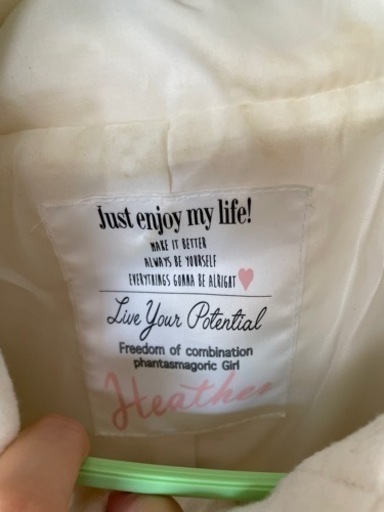 Just enjoy my life!
MAKE IT BETTER
ALWAYS BE YOURSELF
EVERYTHINGS GONNA BE ALRIGHT
Live Your Potential
Freedom of combination
phantasmagoric Girl
Heather